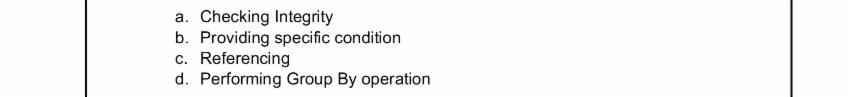 a. Checking Integrity
b. Providing specific condition
c. Referencing
d. Performing Group By operation